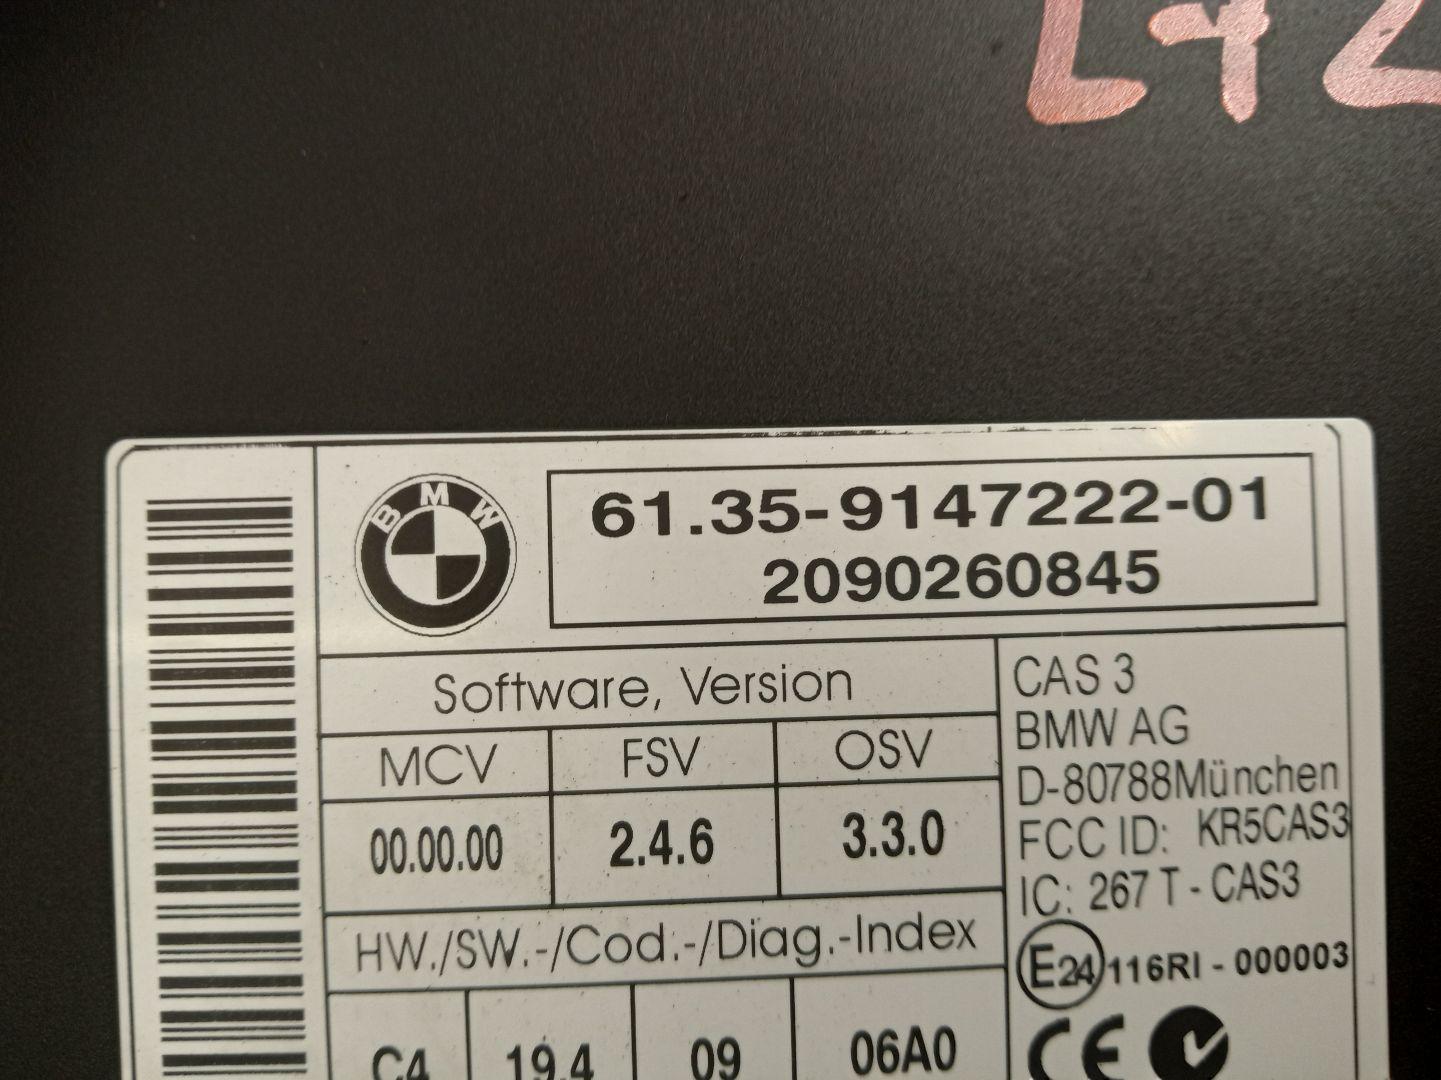 BMW
61.35-9147222-01
2090260845
Software, Version
MCV FSV OSV
00.00.00 2.4.6 3.3.0
HW./SW.-/Cod.-/Diag.-Index
C4 19.4 09 06A0
CAS 3
BMW AG
D-80788München
FCC ID: KR5CAS3
IC: 267 T - CAS3
E24 116RI - 000003
CE